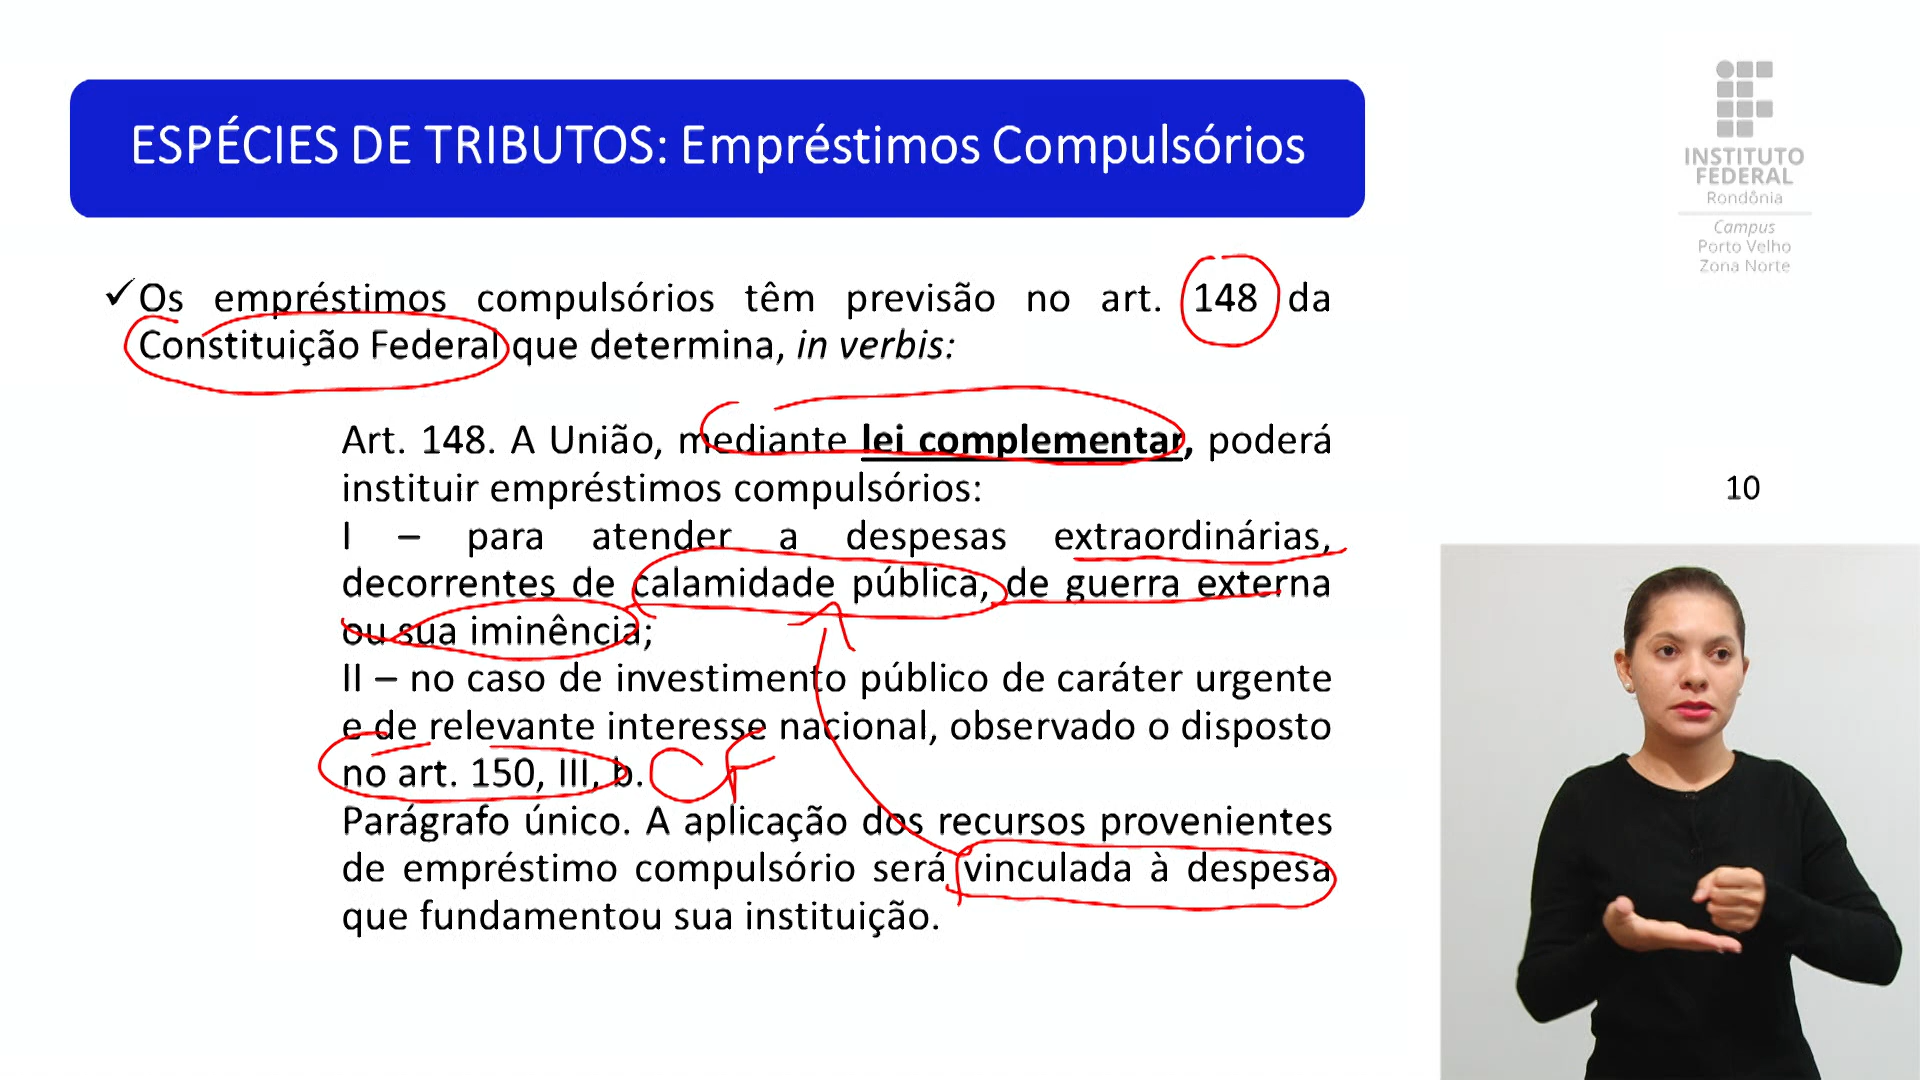 ESPÉCIES DE TRIBUTOS: Empréstimos Compulsórios
INSTITUTO
FEDERAL
Rondônia
Campus
Porto Velho
Zona Norte
✓Os empréstimos compulsórios têm previsão no art. 148 da
Constituição Federal que determina, in verbis:
Art. 148. A União, mediante lei complementar, poderá
instituir empréstimos compulsórios:
I – para atender a despesas extraordinárias,
decorrentes de calamidade pública, de guerra externa
ou sua iminência;
II – no caso de investimento público de caráter urgente
e de relevante interesse nacional, observado o disposto
no art. 150, III, b. CF
Parágrafo único. A aplicação dos recursos provenientes
de empréstimo compulsório será vinculada à despesa
que fundamentou sua instituição.
10